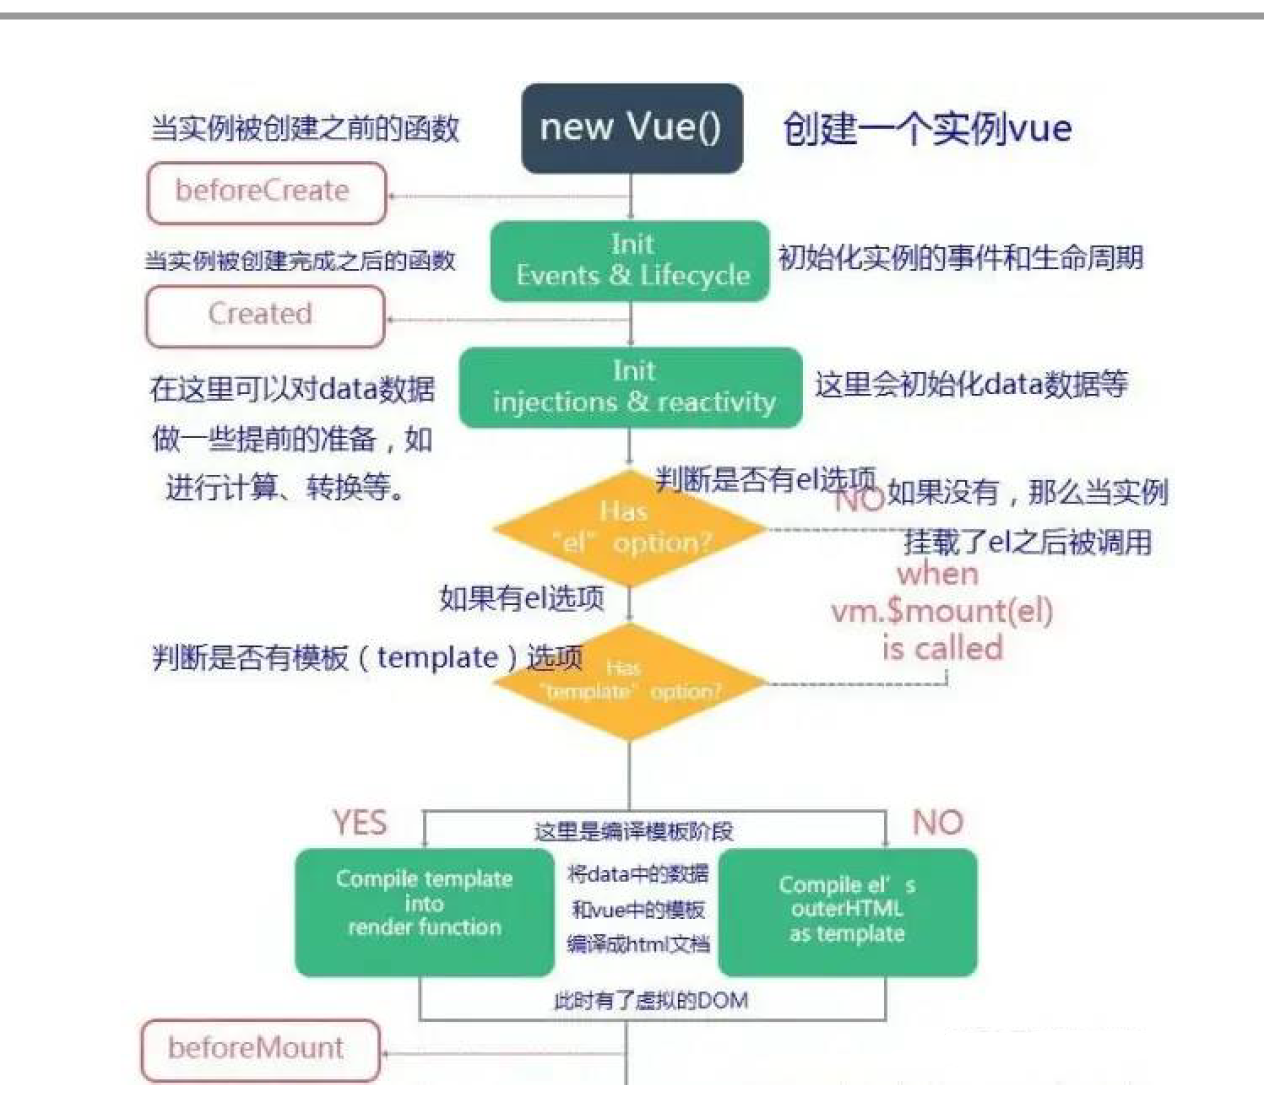 当实例被创建之前的函数
new Vue()
创建一个实例vue
beforeCreate
Init
Events & Lifecycle
初始化实例的事件和生命周期
当实例被创建完成之后的函数
Created
Init
injections & reactivity
这里会初始化data数据等
在这里可以对data数据
做一些提前的准备，如
进行计算、转换等。
判断是否有el选项
NO
如果没有，那么当实例
挂载了el之后被调用
Has
“el” option?
when
vm.$mount(el)
is called
如果有el选项
判断是否有模板（template）选项
Has
“template” option?
YES
这里是编译模板阶段
NO
Compile template
into
render function
将data中的数据
和vue中的模板
编译成html文档
Compile el’s
outerHTML
as template
此时有了虚拟的DOM
beforeMount